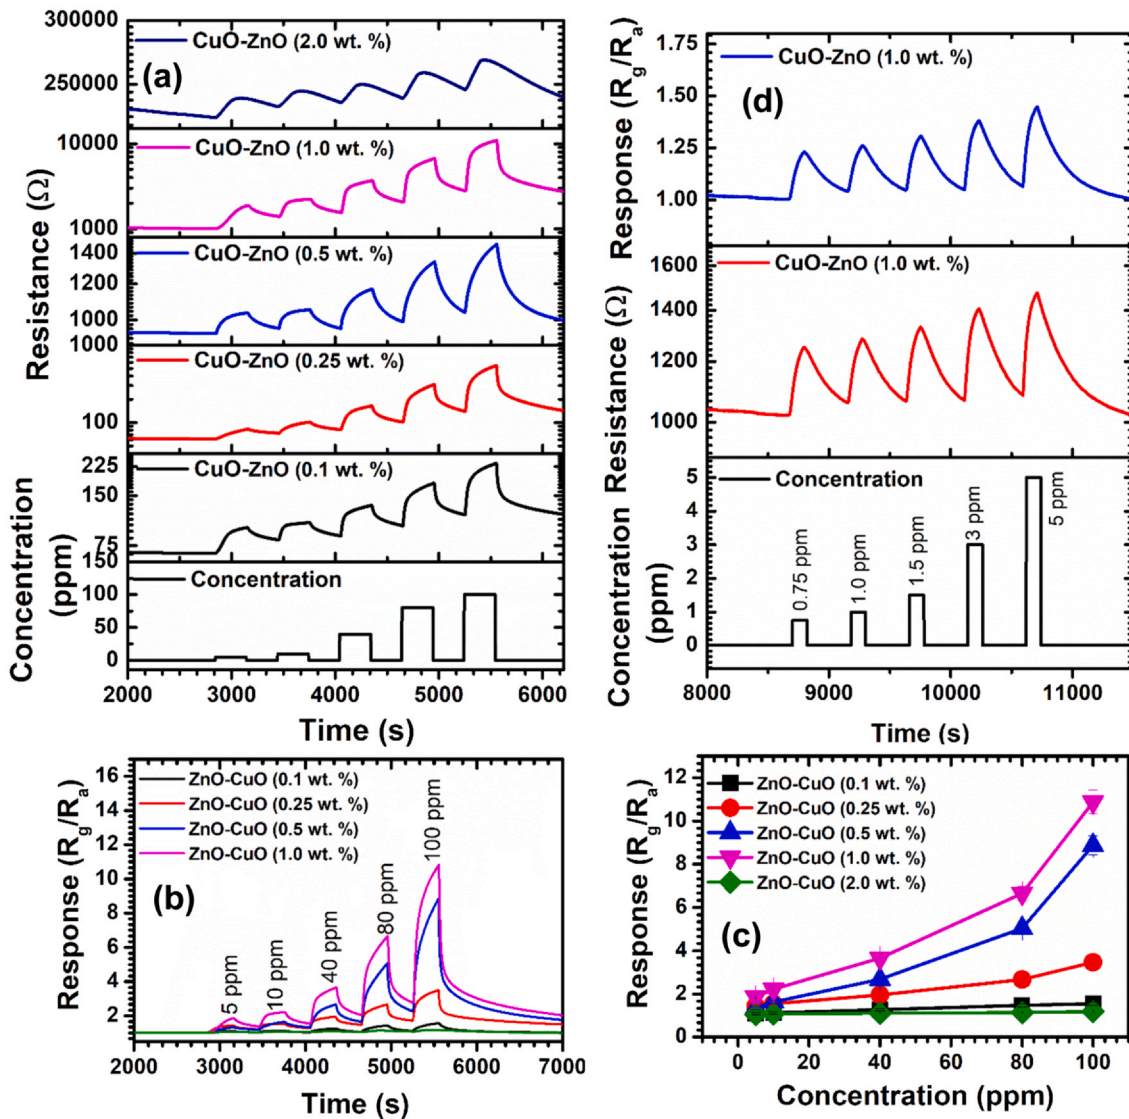 (a)
Resistance (Ω)
300000
250000
CuO-ZnO (2.0 wt. %)
10000
1000
CuO-ZnO (1.0 wt. %)
1400
1000
CuO-ZnO (0.5 wt. %)
1000
100
CuO-ZnO (0.25 wt. %)
225
150
75
CuO-ZnO (0.1 wt. %)
Concentration
(ppm)
150
100
50
0
Concentration
2000 3000 4000 5000 6000
Time (s)
(d)
Response (Rg/Ra)
1.75
1.50
1.25
1.00
CuO-ZnO (1.0 wt. %)
Resistance (Ω)
1600
1400
1200
1000
CuO-ZnO (1.0 wt. %)
Concentration
(ppm)
5
4
3
2
1
0
Concentration
0.75 ppm
1.0 ppm
1.5 ppm
3 ppm
5 ppm
8000 9000 10000 11000
Time (s)
(b)
Response (Rg/Ra)
16
14
12
10
8
6
4
2
ZnO-CuO (0.1 wt. %)
ZnO-CuO (0.25 wt. %)
ZnO-CuO (0.5 wt. %)
ZnO-CuO (1.0 wt. %)
5 ppm
10 ppm
40 ppm
80 ppm
100 ppm
2000 3000 4000 5000 6000 7000
Time (s)
(c)
Response (Rg/Ra)
12
10
8
6
4
2
0
ZnO-CuO (0.1 wt. %)
ZnO-CuO (0.25 wt. %)
ZnO-CuO (0.5 wt. %)
ZnO-CuO (1.0 wt. %)
ZnO-CuO (2.0 wt. %)
0 20 40 60 80 100
Concentration (ppm)